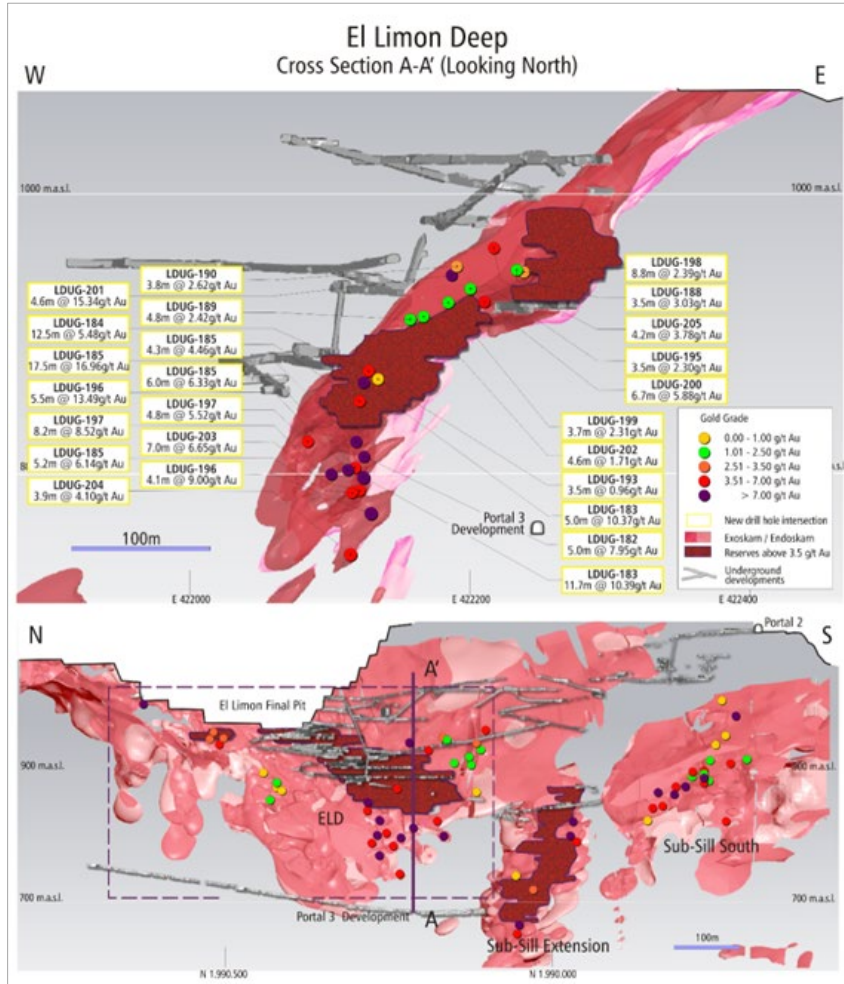 El Limon Deep
Cross Section A-A' (Looking North)
W
E
1000 m.a.s.l.
1000 m.a.s.l.
LDUG-190
3.8m @ 2.62g/t Au
LDUG-201
4.6m @ 15.34g/t Au
LDUG-189
4.8m @ 2.42g/t Au
LDUG-184
12.5m @ 5.48g/t Au
LDUG-185
4.3m @ 4.46g/t Au
LDUG-185
17.5m @ 16.96g/t Au
LDUG-185
6.0m @ 6.33g/t Au
LDUG-196
5.5m @ 13.49g/t Au
LDUG-197
4.8m @ 5.52g/t Au
LDUG-197
8.2m @ 8.52g/t Au
LDUG-203
7.0m @ 6.65g/t Au
LDUG-185
5.2m @ 6.14g/t Au
LDUG-196
4.1m @ 9.00g/t Au
LDUG-204
3.9m @ 4.10g/t Au
LDUG-198
8.8m @ 2.39g/t Au
LDUG-188
3.5m @ 3.03g/t Au
LDUG-205
4.2m @ 3.78g/t Au
LDUG-195
3.5m @ 2.30g/t Au
LDUG-200
6.7m @ 5.88g/t Au
LDUG-199
3.7m @ 2.31g/t Au
LDUG-202
4.6m @ 1.71g/t Au
LDUG-193
3.5m @ 0.96g/t Au
LDUG-183
5.0m @ 10.37g/t Au
LDUG-182
5.0m @ 7.95g/t Au
LDUG-183
11.7m @ 10.39g/t Au
Gold Grade
0.00 - 1.00 g/t Au
1.01 - 2.50 g/t Au
2.51 - 3.50 g/t Au
3.51 - 7.00 g/t Au
> 7.00 g/t Au
New drill hole intersection
Exoskarn / Endoskarn
Reserves above 3.5 g/t Au
Underground
developments
Portal 3
Development
100m
E 422000
E 422200
E 422400
N
S
Portal 2
A'
El Limon Final Pit
900 m.a.s.l.
ELD
Sub-Sill South
700 m.a.s.l.
700 m.a.s.l.
Portal 3 Development
A
Sub-Sill Extension
100m
N 1.990.500
N 1.990.000